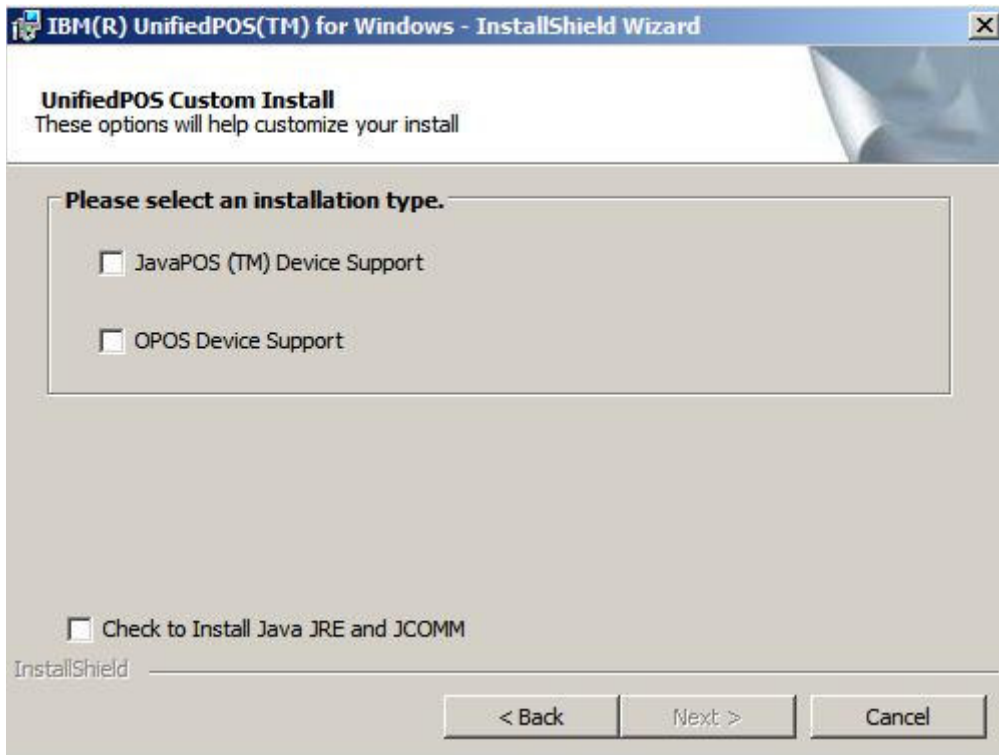 IBM(R) UnifiedPOS(TM) for Windows - InstallShield Wizard
UnifiedPOS Custom Install
These options will help customize your install
Please select an installation type.
JavaPOS (TM) Device Support
OPOS Device Support
Check to Install Java JRE and JCOMM
InstallShield
< Back
Next >
Cancel